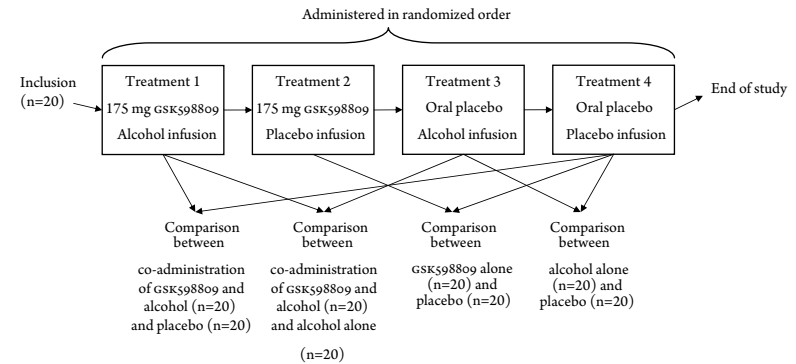 Administered in randomized order
Inclusion
(n=20)
Treatment 1
175 mg GSK598809
Alcohol infusion
Treatment 2
175 mg GSK598809
Placebo infusion
Treatment 3
Oral placebo
Alcohol infusion
Treatment 4
Oral placebo
Placebo infusion
End of study
Comparison
between
co-administration
of GSK598809 and
alcohol (n=20)
and placebo (n=20)
Comparison
between
co-administration
of GSK598809 and
alcohol (n=20)
and alcohol alone
(n=20)
Comparison
between
GSK598809 alone
(n=20) and
placebo (n=20)
Comparison
between
alcohol alone
(n=20) and
placebo (n=20)